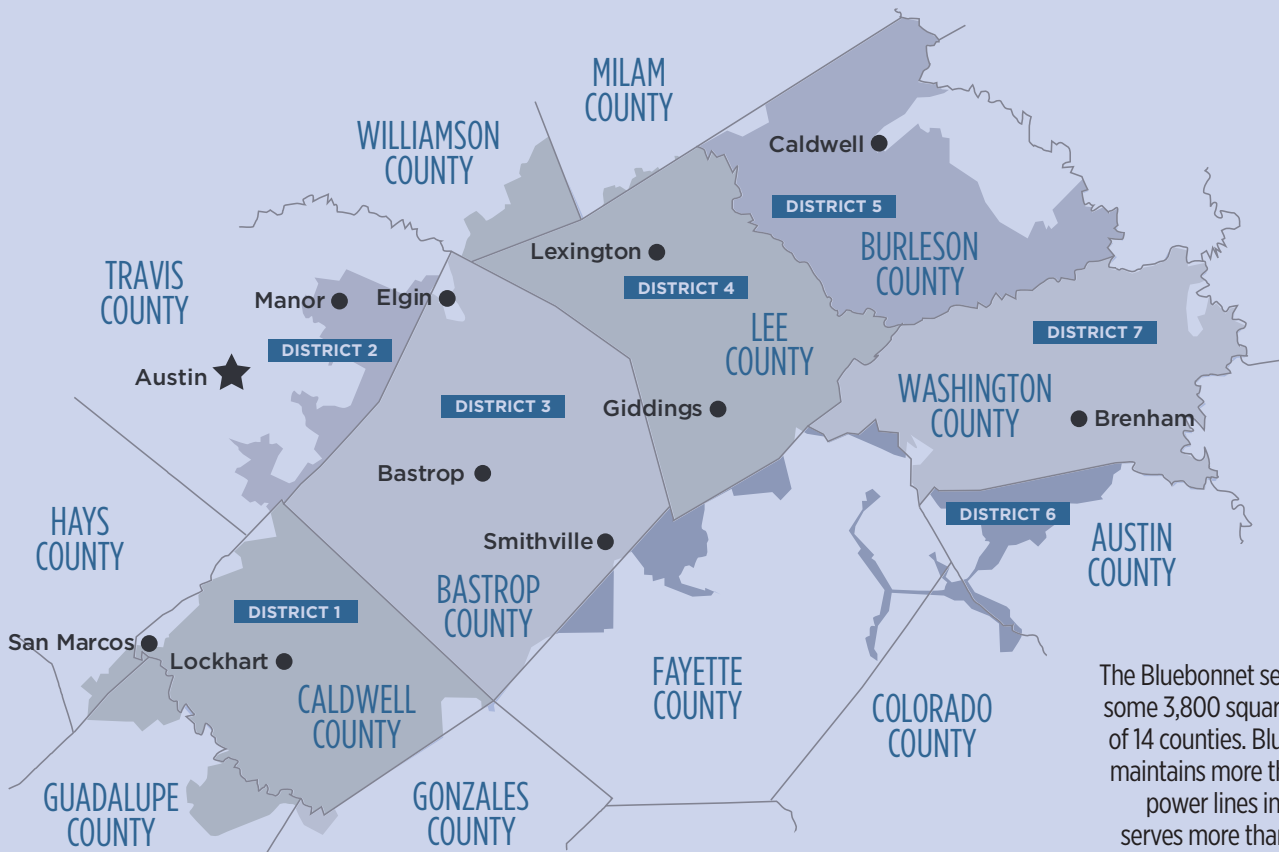 MILAM
COUNTY
WILLIAMSON
COUNTY
Caldwell
DISTRICT 5
BURLESON
COUNTY
Lexington
DISTRICT 4
TRAVIS
COUNTY
Manor
Elgin
DISTRICT 2
LEE
COUNTY
DISTRICT 7
Austin
DISTRICT 3
Giddings
WASHINGTON
COUNTY
Brenham
Bastrop
HAYS
COUNTY
Smithville
DISTRICT 6
AUSTIN
COUNTY
BASTROP
COUNTY
DISTRICT 1
San Marcos
Lockhart
CALDWELL
COUNTY
FAYETTE
COUNTY
COLORADO
COUNTY
GUADALUPE
COUNTY
GONZALES
COUNTY
The Bluebonnet se
some 3,800 squar
of 14 counties. Blu
maintains more th
power lines in
serves more than